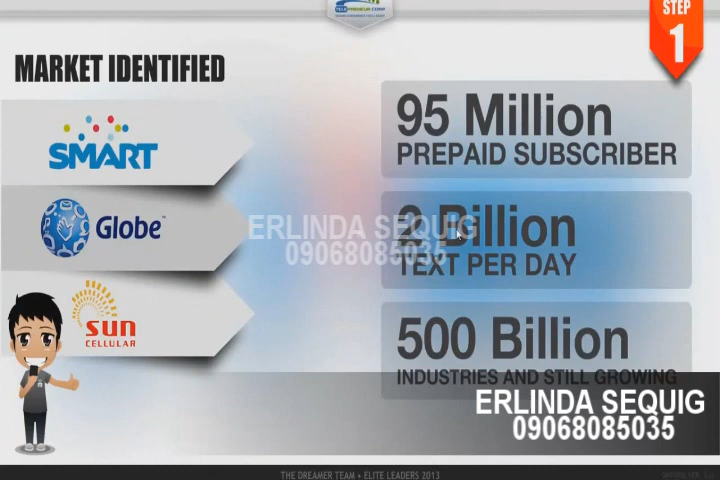 STEP
1
MARKET IDENTIFIED
SMART
Globe
sun
CELLULAR
95 Million
PREPAID SUBSCRIBER
2 Billion
TEXT PER DAY
500 Billion
INDUSTRIES AND STILL GROWING
ERLINDA SEQUIG
09068085035
ERLINDA SEQUIG
09068085035
THE DREAMER TEAM • ELITE LEADERS 2013